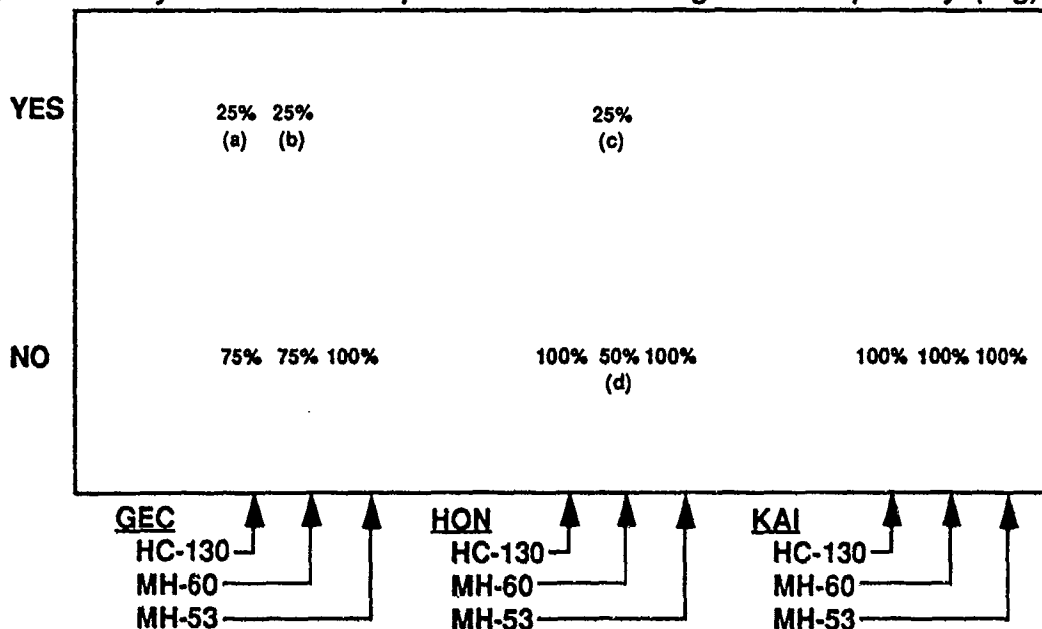 YES 25% 25% 25%
(a) (b) (c)
NO 75% 75% 100% 100% 50% 100% 100% 100% 100%
(d)
GEC HON KAI
HC-130 HC-130 HC-130
MH-60 MH-60 MH-60
MH-53 MH-53 MH-53